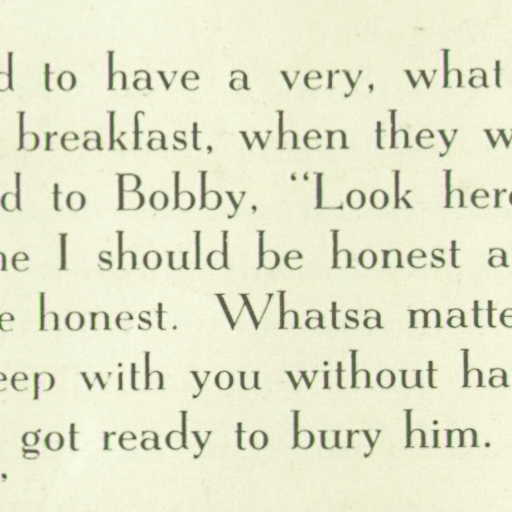 d to have a very, what
breakfast, when they w
d to Bobby, “Look here
ne I should be honest a
e honest. Whatsa matte
eep with you without ha
got ready to bury him.
,